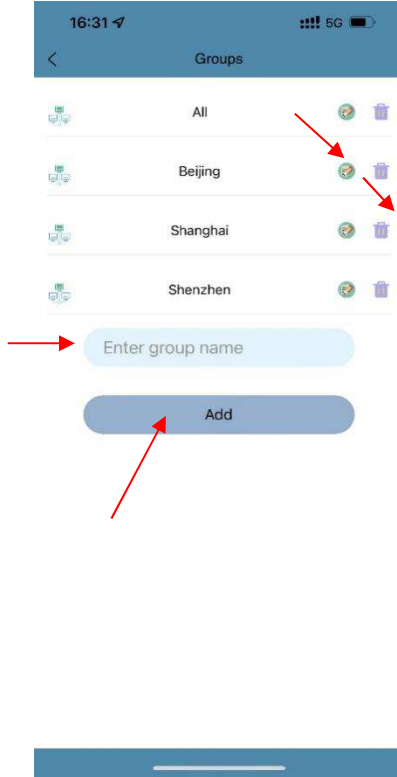 16:31
5G
Groups
All
Beijing
Shanghai
Shenzhen
Enter group name
Add